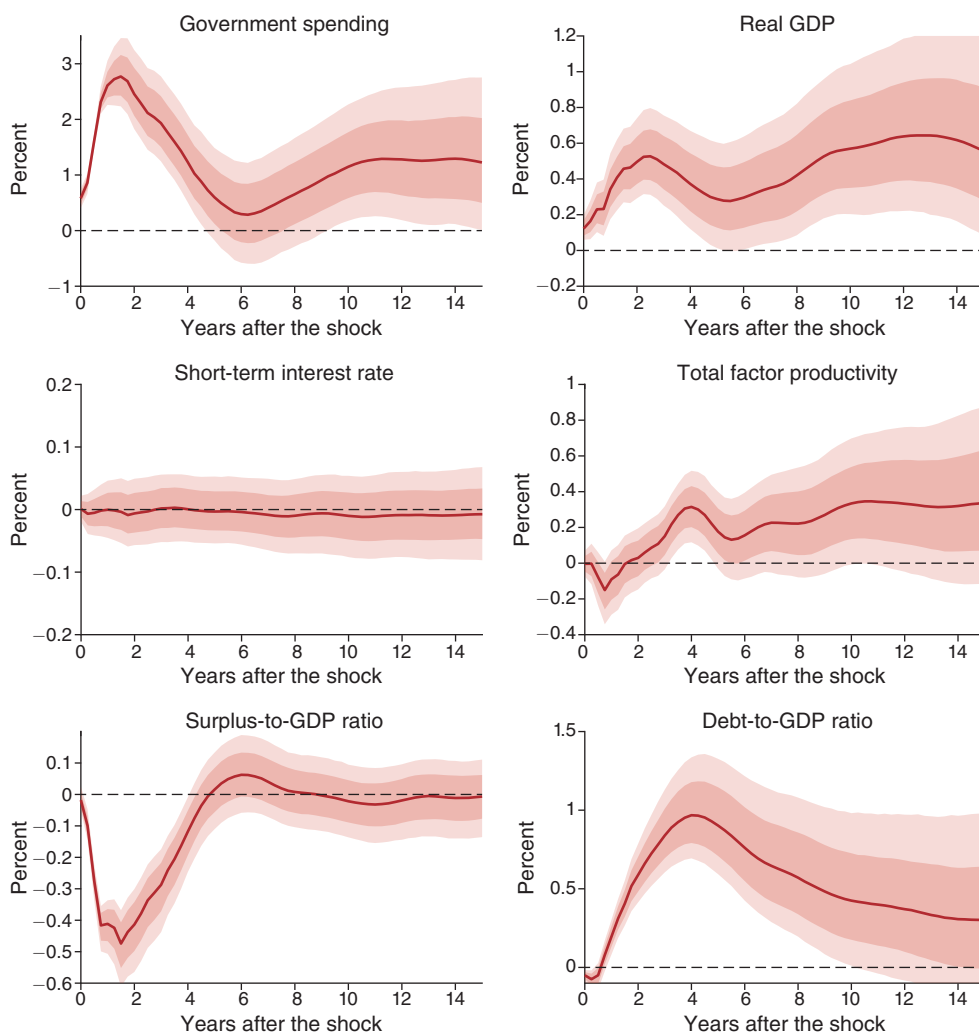 Government spending
3
2
1
0
−1
Percent
0 2 4 6 8 10 12 14
Years after the shock
Real GDP
1.2
1
0.8
0.6
0.4
0.2
0
−0.2
Percent
0 2 4 6 8 10 12 14
Years after the shock
Short-term interest rate
0.2
0.1
0
−0.1
−0.2
Percent
0 2 4 6 8 10 12 14
Years after the shock
Total factor productivity
1
0.8
0.6
0.4
0.2
0
−0.2
−0.4
Percent
0 2 4 6 8 10 12 14
Years after the shock
Surplus-to-GDP ratio
0.1
0
−0.1
−0.2
−0.3
−0.4
−0.5
−0.6
Percent
0 2 4 6 8 10 12 14
Years after the shock
Debt-to-GDP ratio
1.5
1
0.5
0
Percent
0 2 4 6 8 10 12 14
Years after the shock